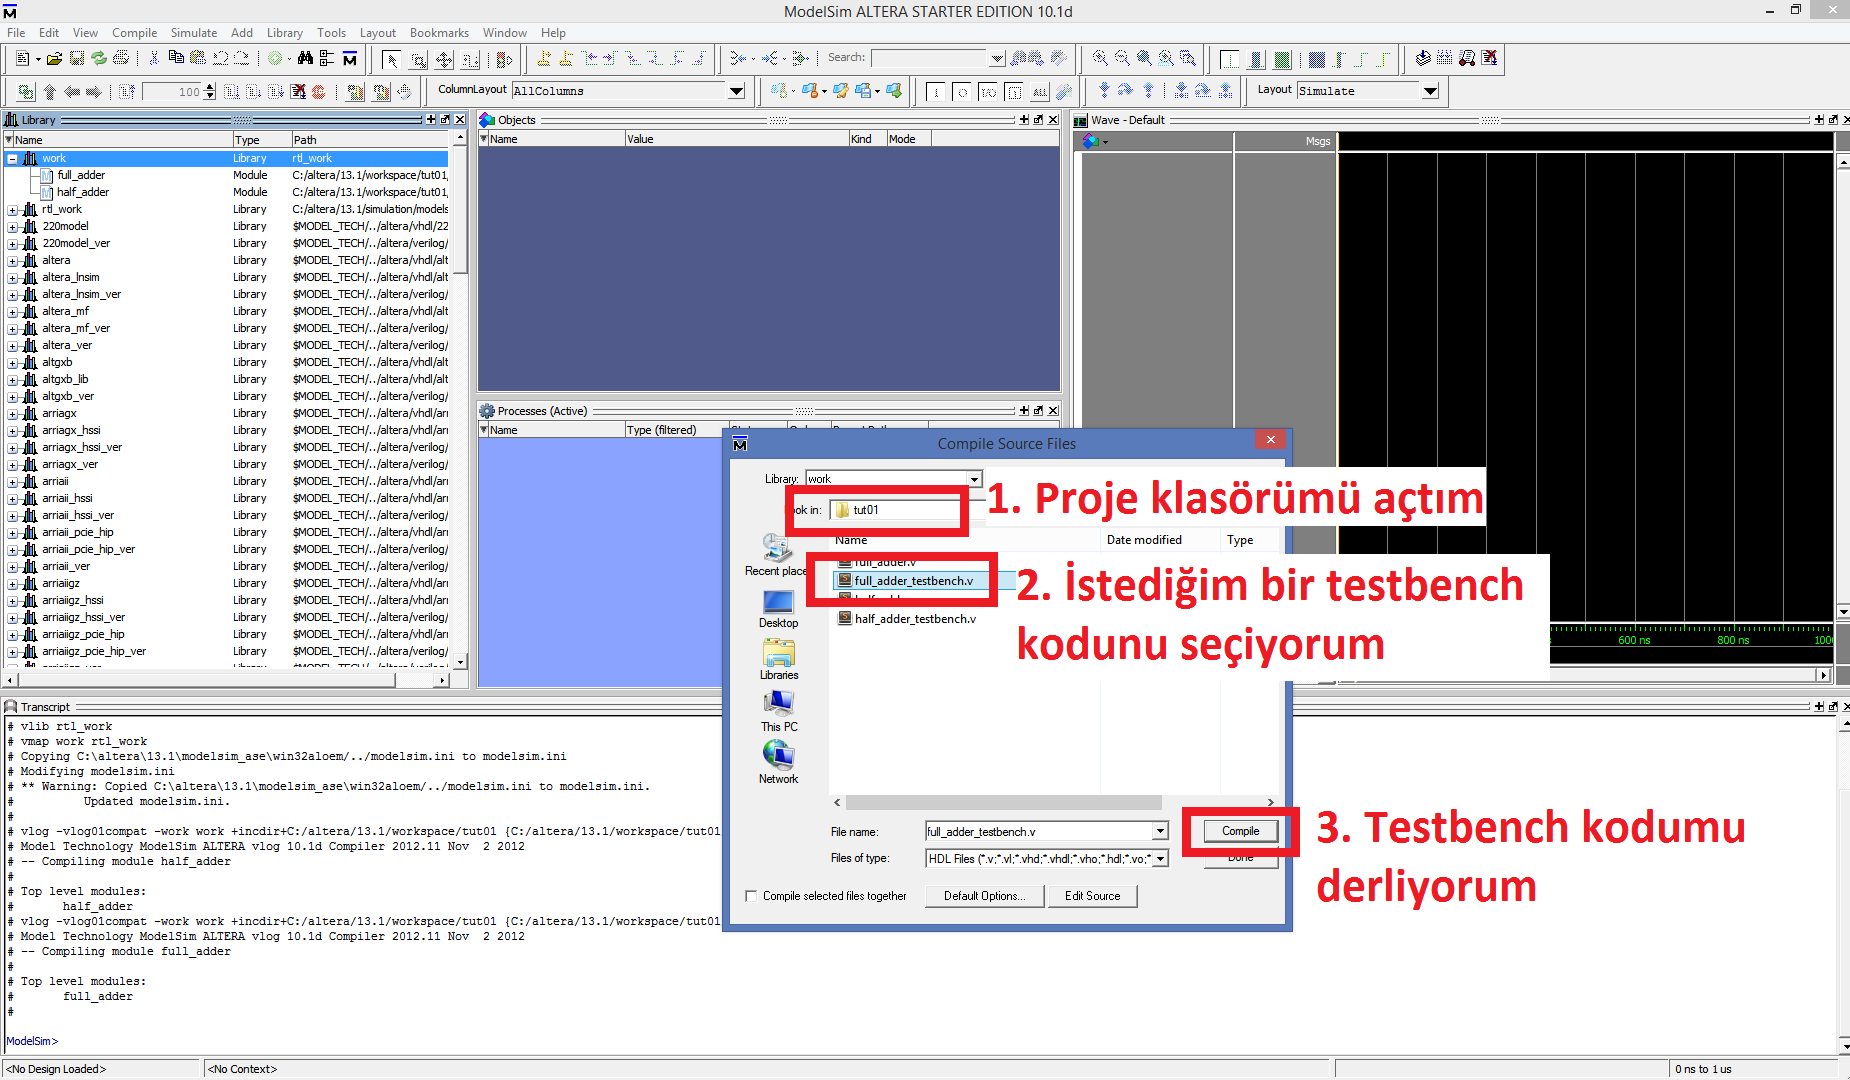 ModelSim ALTERA STARTER EDITION 10.1d
File Edit View Compile Simulate Add Library Tools Layout Bookmarks Window Help
Search:
100 ColumnLayout AllColumns Layout Simulate
Library
Name Type Path
work Library rtl_work
full_adder Module C:/altera/13.1/workspace/tut01,
half_adder Module C:/altera/13.1/workspace/tut01,
rtl_work Library C:/altera/13.1/simulation/models
220model Library $MODEL_TECH/../altera/vhdl/22
220model_ver Library $MODEL_TECH/../altera/verilog/
altera Library $MODEL_TECH/../altera/vhdl/alt
altera_lnsim Library $MODEL_TECH/../altera/vhdl/alt
altera_lnsim_ver Library $MODEL_TECH/../altera/verilog/
altera_mf Library $MODEL_TECH/../altera/vhdl/alt
altera_mf_ver Library $MODEL_TECH/../altera/verilog/
altera_ver Library $MODEL_TECH/../altera/verilog/
altgxb Library $MODEL_TECH/../altera/vhdl/alt
altgxb_lib Library $MODEL_TECH/../altera/vhdl/alt
altgxb_ver Library $MODEL_TECH/../altera/verilog/
arriagx Library $MODEL_TECH/../altera/vhdl/arr
arriagx_hssi Library $MODEL_TECH/../altera/vhdl/arr
arriagx_hssi_ver Library $MODEL_TECH/../altera/verilog/
arriagx_ver Library $MODEL_TECH/../altera/verilog/
arriaii Library $MODEL_TECH/../altera/vhdl/arr
arriaii_hssi Library $MODEL_TECH/../altera/vhdl/arr
arriaii_hssi_ver Library $MODEL_TECH/../altera/verilog/
arriaii_pcie_hip Library $MODEL_TECH/../altera/vhdl/arr
arriaii_pcie_hip_ver Library $MODEL_TECH/../altera/verilog/
arriaii_ver Library $MODEL_TECH/../altera/verilog/
arriaiigz Library $MODEL_TECH/../altera/vhdl/arr
arriaiigz_hssi Library $MODEL_TECH/../altera/vhdl/arr
arriaiigz_hssi_ver Library $MODEL_TECH/../altera/verilog/
arriaiigz_pcie_hip Library $MODEL_TECH/../altera/vhdl/arr
arriaiigz_pcie_hip_ver Library $MODEL_TECH/../altera/verilog/
Objects
Name Value Kind Mode
Processes (Active)
Name Type (filtered)
Wave - Default
Msgs
600 ns 800 ns 100
Compile Source Files
Library: work
ook in: tut01
1. Proje klasörümü açtım
Name Date modified Type
full_adder.v
full_adder_testbench.v
half_adder_testbench.v
2. İstediğim bir testbench
kodunu seçiyorum
Recent place
Desktop
Libraries
This PC
Network
File name: full_adder_testbench.v Compile
Files of type: HDL Files (*.v;*.vl;*.vhd;*.vhdl;*.vho;*.hdl;*.vo;* Done
Compile selected files together Default Options... Edit Source
3. Testbench kodumu
derliyorum
Transcript
# vlib rtl_work
# vmap work rtl_work
# Copying C:\altera\13.1\modelsim_ase\win32aloem/../modelsim.ini to modelsim.ini
# Modifying modelsim.ini
# ** Warning: Copied C:\altera\13.1\modelsim_ase\win32aloem/../modelsim.ini to modelsim.ini.
# Updated modelsim.ini.
#
# vlog -vlog01compat -work work +incdir+C:/altera/13.1/workspace/tut01 {C:/altera/13.1/workspace/tut01
# Model Technology ModelSim ALTERA vlog 10.1d Compiler 2012.11 Nov 2 2012
# -- Compiling module half_adder
#
# Top level modules:
# half_adder
# vlog -vlog01compat -work work +incdir+C:/altera/13.1/workspace/tut01 {C:/altera/13.1/workspace/tut01
# Model Technology ModelSim ALTERA vlog 10.1d Compiler 2012.11 Nov 2 2012
# -- Compiling module full_adder
#
# Top level modules:
# full_adder
#
ModelSim>
<No Design Loaded> <No Context> 0 ns to 1 us